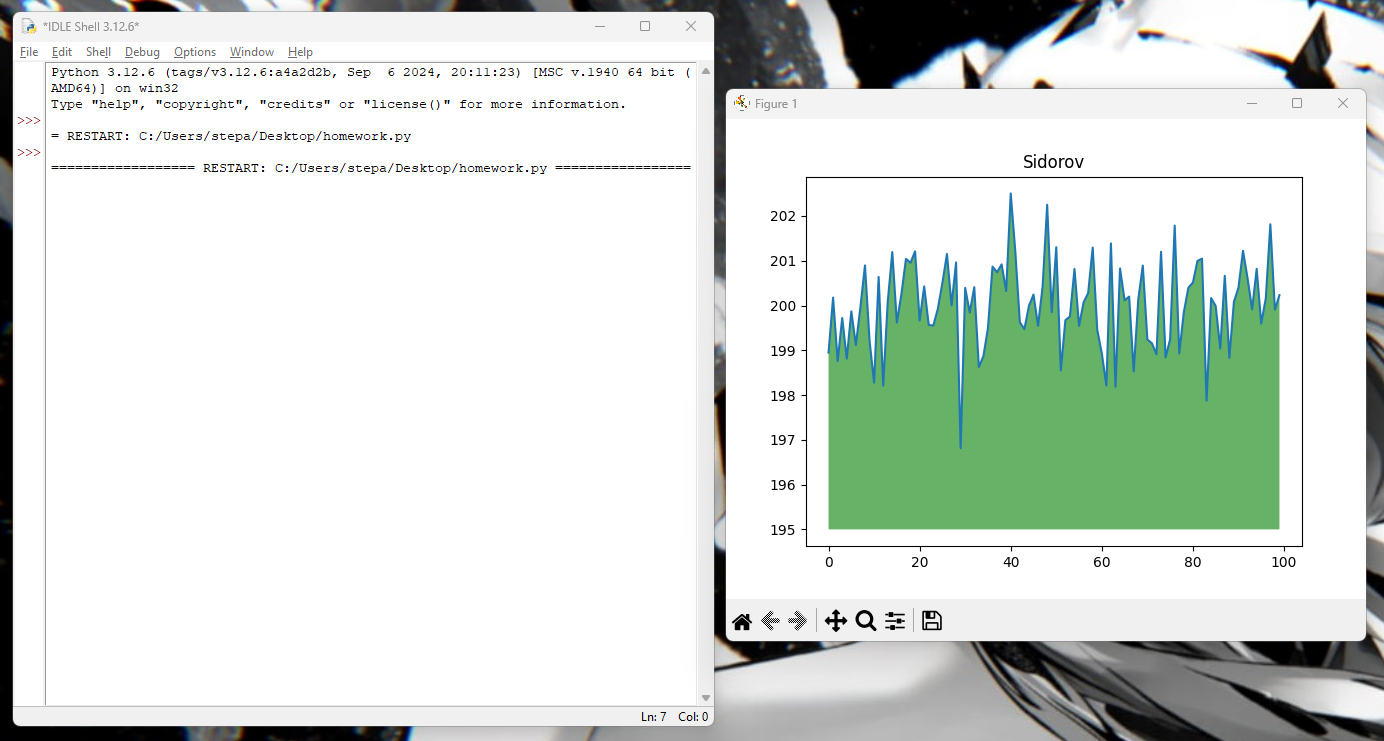 *IDLE Shell 3.12.6*
File Edit Shell Debug Options Window Help
Python 3.12.6 (tags/v3.12.6:a4a2d2b, Sep  6 2024, 20:11:23) [MSC v.1940 64 bit (
AMD64)] on win32
Type "help", "copyright", "credits" or "license()" for more information.
>>>
= RESTART: C:/Users/stepa/Desktop/homework.py
>>>
================== RESTART: C:/Users/stepa/Desktop/homework.py =================
Ln: 7 Col: 0
Figure 1
Sidorov
202
201
200
199
198
197
196
195
0 20 40 60 80 100